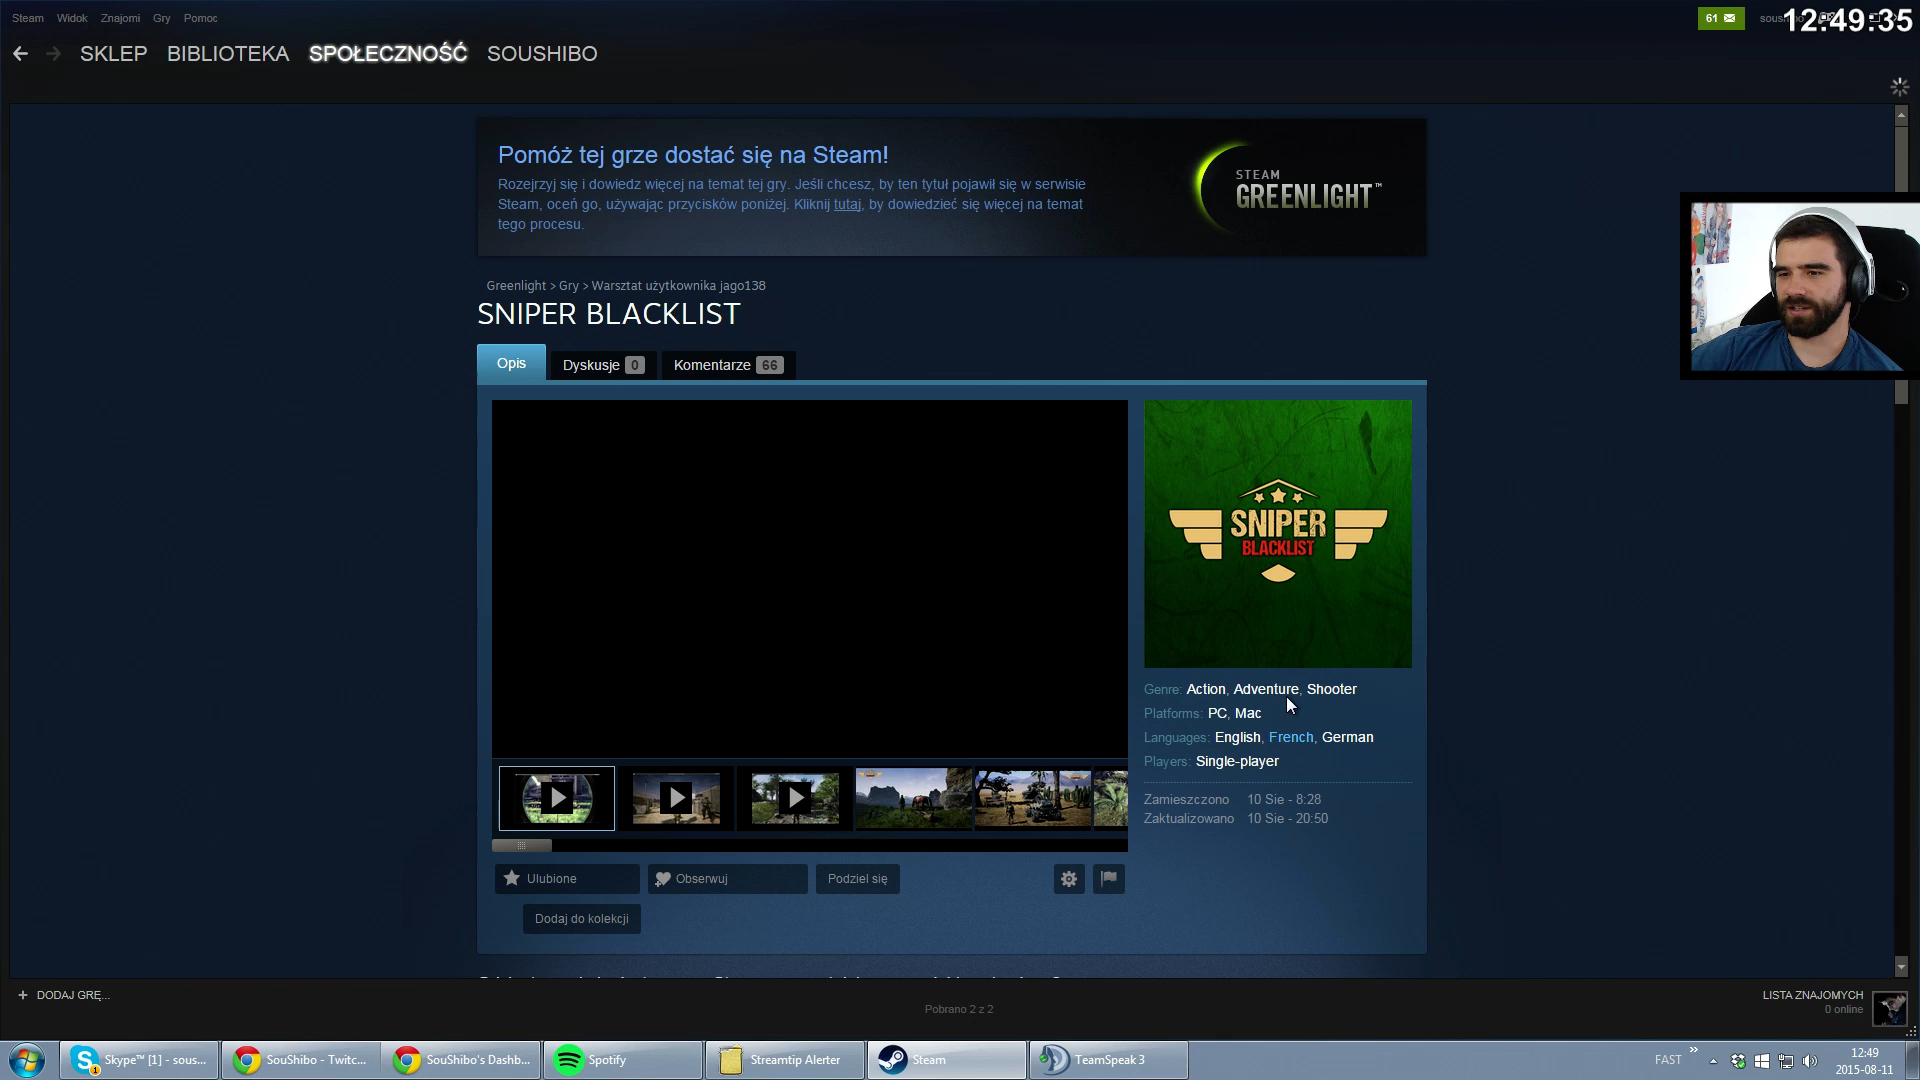 Steam Widok Znajomi Gry Pomoc
61
12:49:35
SKLEP BIBLIOTEKA SPOŁECZNOŚĆ SOUSHIBO
Pomóż tej grze dostać się na Steam!
Rozejrzyj się i dowiedz więcej na temat tej gry. Jeśli chcesz, by ten tytuł pojawił się w serwisie
Steam, oceń go, używając przycisków poniżej. Kliknij tutaj, by dowiedzieć się więcej na temat
tego procesu.
STEAM
GREENLIGHT™
Greenlight > Gry > Warsztat użytkownika jago138
SNIPER BLACKLIST
Opis
Dyskusje 0
Komentarze 66
SNIPER
BLACKLIST
Genre: Action, Adventure, Shooter
Platforms: PC, Mac
Languages: English, French, German
Players: Single-player
Zamieszczono 10 Sie - 8:28
Zaktualizowano 10 Sie - 20:50
Ulubione
Obserwuj
Podziel się
Dodaj do kolekcji
+ DODAJ GRĘ...
Pobrano 2 z 2
LISTA ZNAJOMYCH
0 online
Skype™ [1] - sous...
SouShibo - Twitc...
SouShibo's Dashb...
Spotify
Streamtip Alerter
Steam
TeamSpeak 3
FAST
12:49
2015-08-11